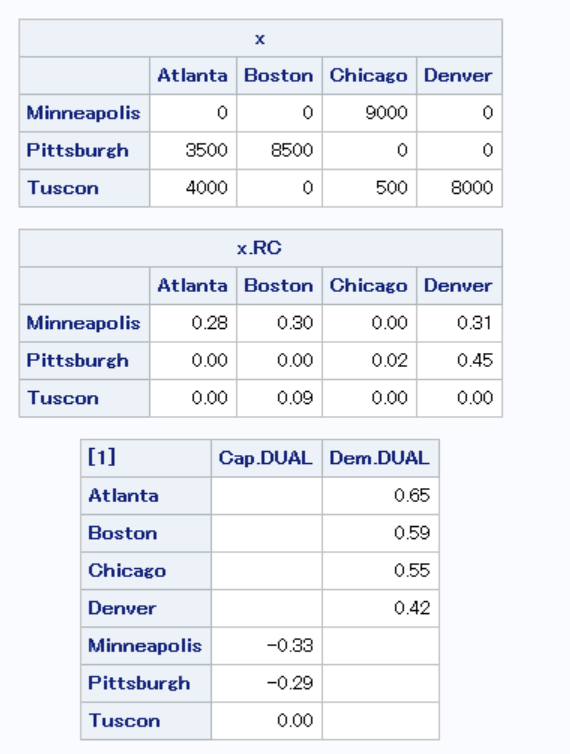 x
Atlanta Boston Chicago Denver
Minneapolis 0 0 9000 0
Pittsburgh 3500 8500 0 0
Tuscon 4000 0 500 8000
x.RC
Atlanta Boston Chicago Denver
Minneapolis 0.28 0.30 0.00 0.31
Pittsburgh 0.00 0.00 0.02 0.45
Tuscon 0.00 0.09 0.00 0.00
[1] Cap.DUAL Dem.DUAL
Atlanta 0.65
Boston 0.59
Chicago 0.55
Denver 0.42
Minneapolis -0.33
Pittsburgh -0.29
Tuscon 0.00